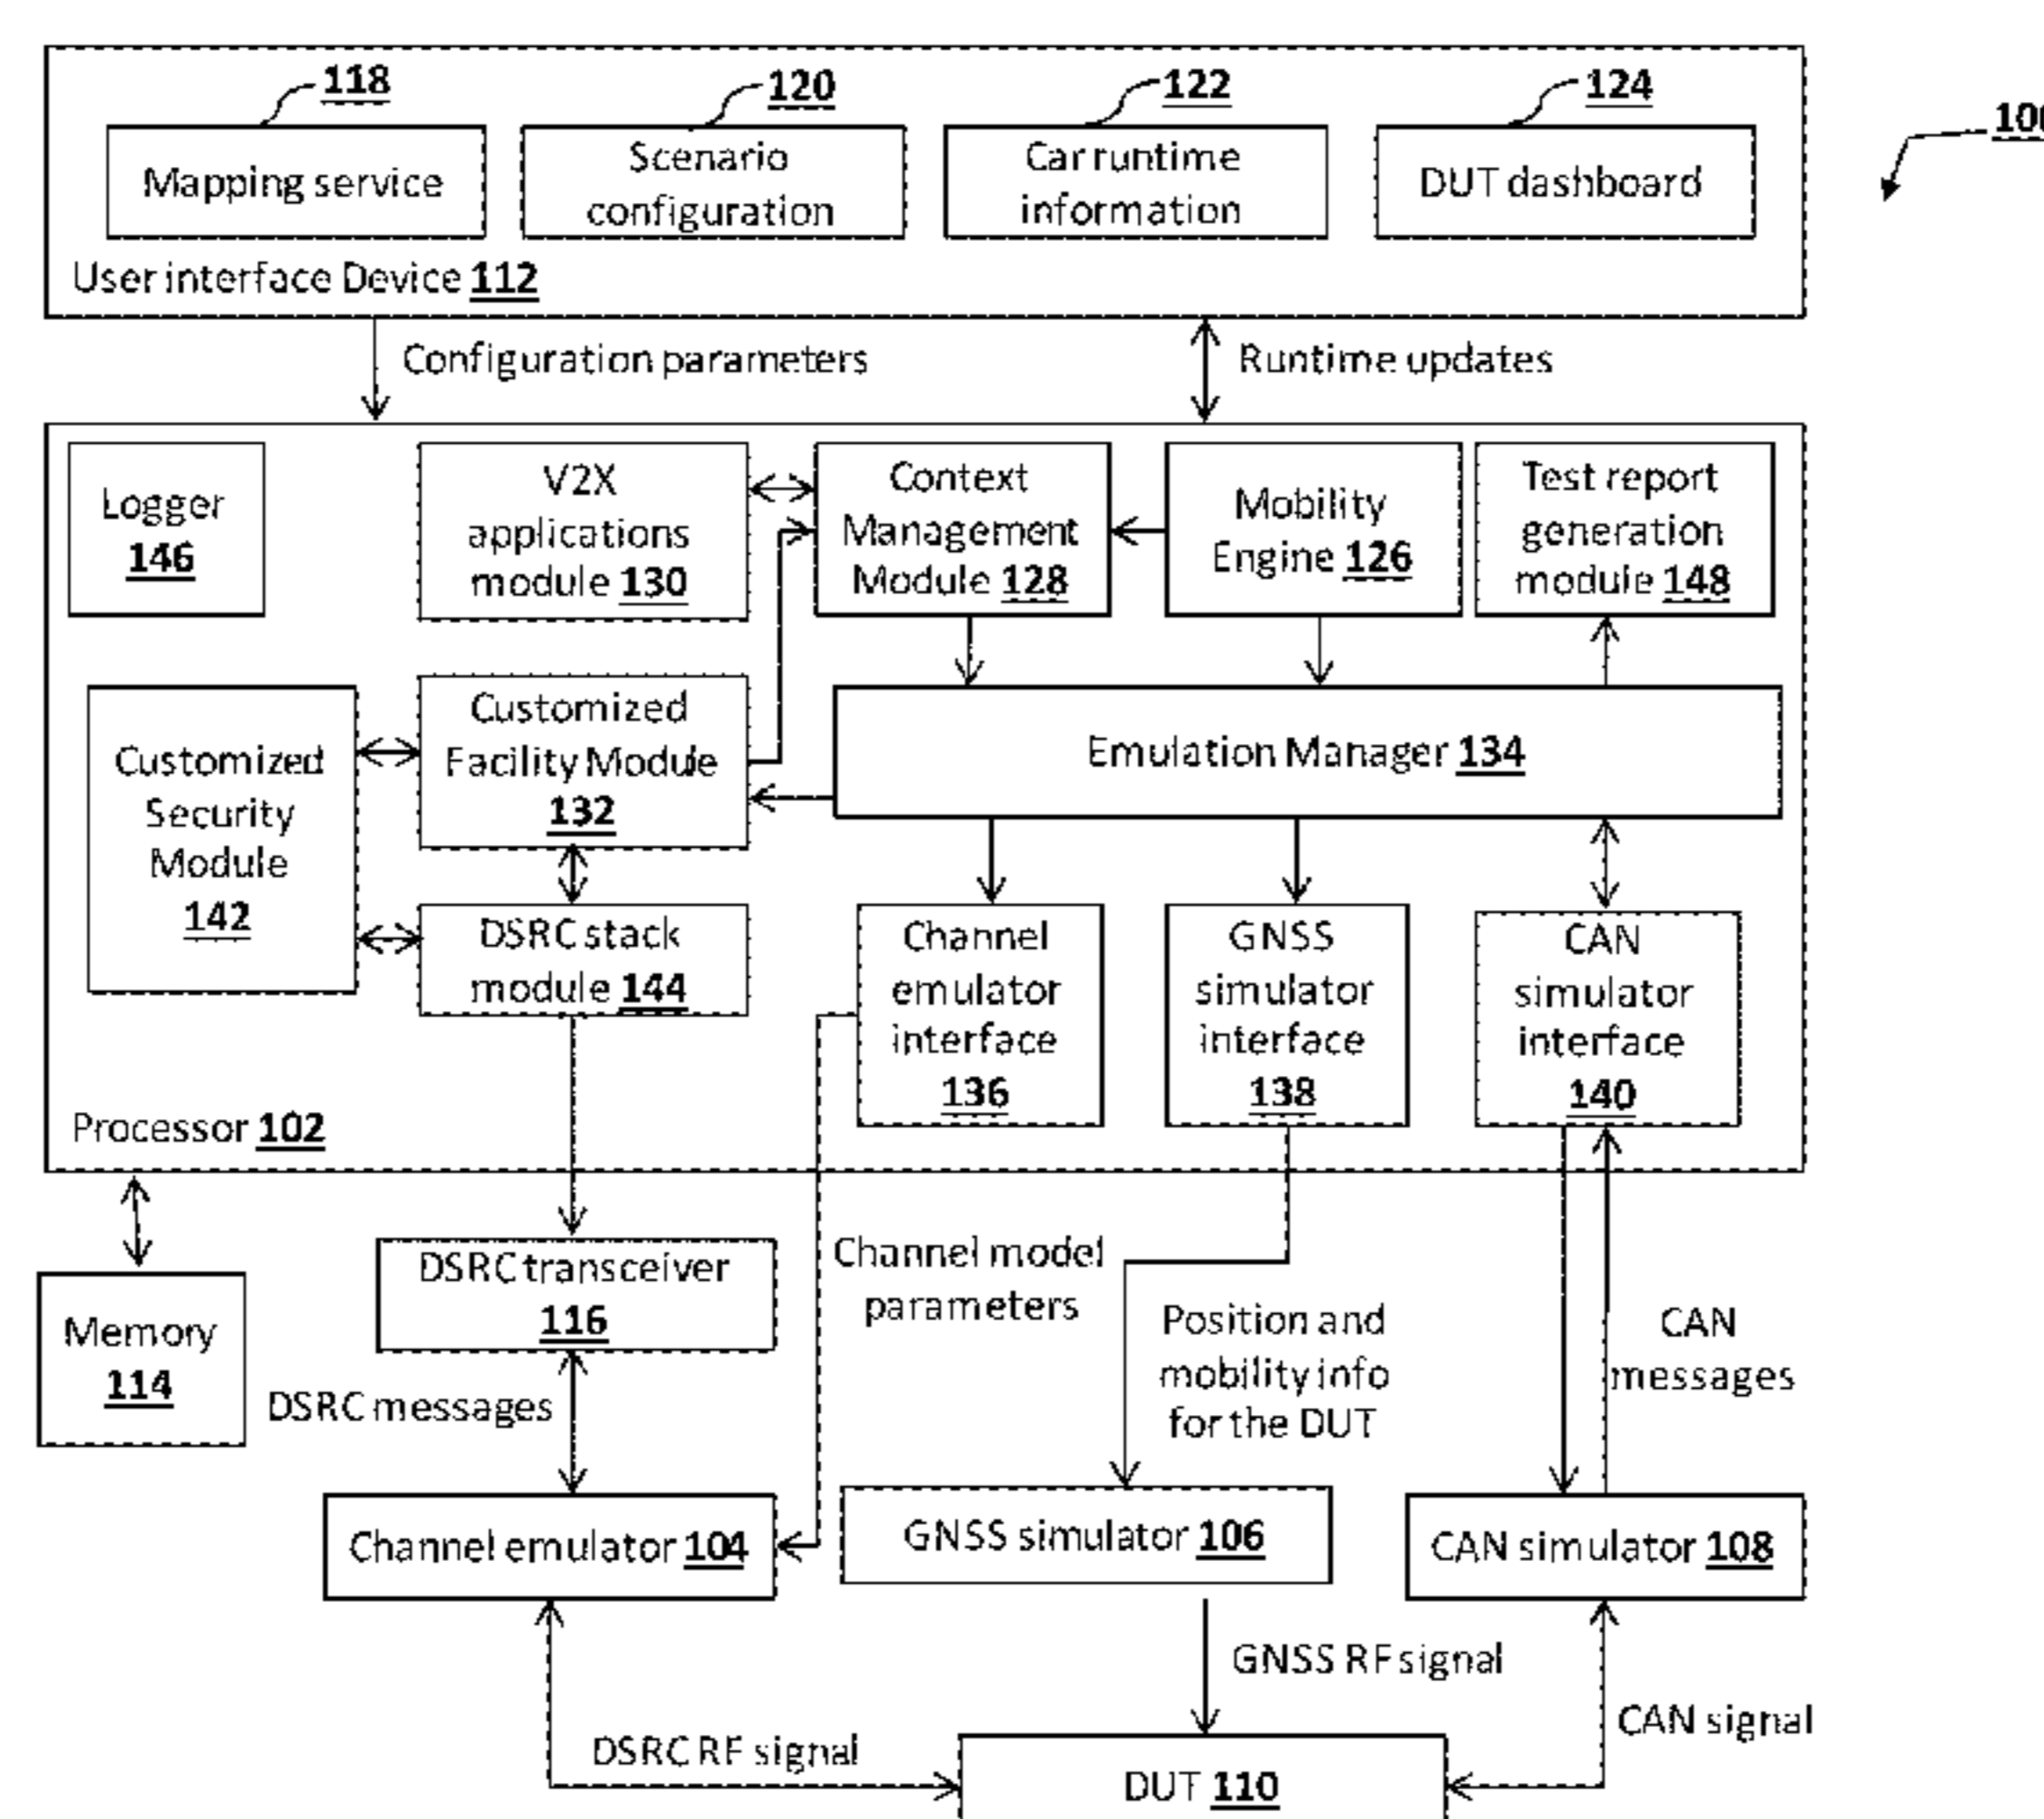 118
120
122
124
100
Mapping service
Scenario
configuration
Car runtime
information
DUT dashboard
User interface Device 112
Configuration parameters
Runtime updates
Logger
146
V2X
applications
module 130
Context
Management
Module 128
Mobility
Engine 126
Test report
generation
module 148
Customized
Security
Module
142
Customized
Facility Module
132
Emulation Manager 134
DSRC stack
module 144
Channel
emulator
interface
136
GNSS
simulator
interface
138
CAN
simulator
interface
140
Processor 102
Memory
114
DSRC transceiver
116
Channel model
parameters
Position and
mobility info
for the DUT
CAN
messages
DSRC messages
Channel emulator 104
GNSS simulator 106
CAN simulator 108
GNSS RF signal
DSRC RF signal
CAN signal
DUT 110